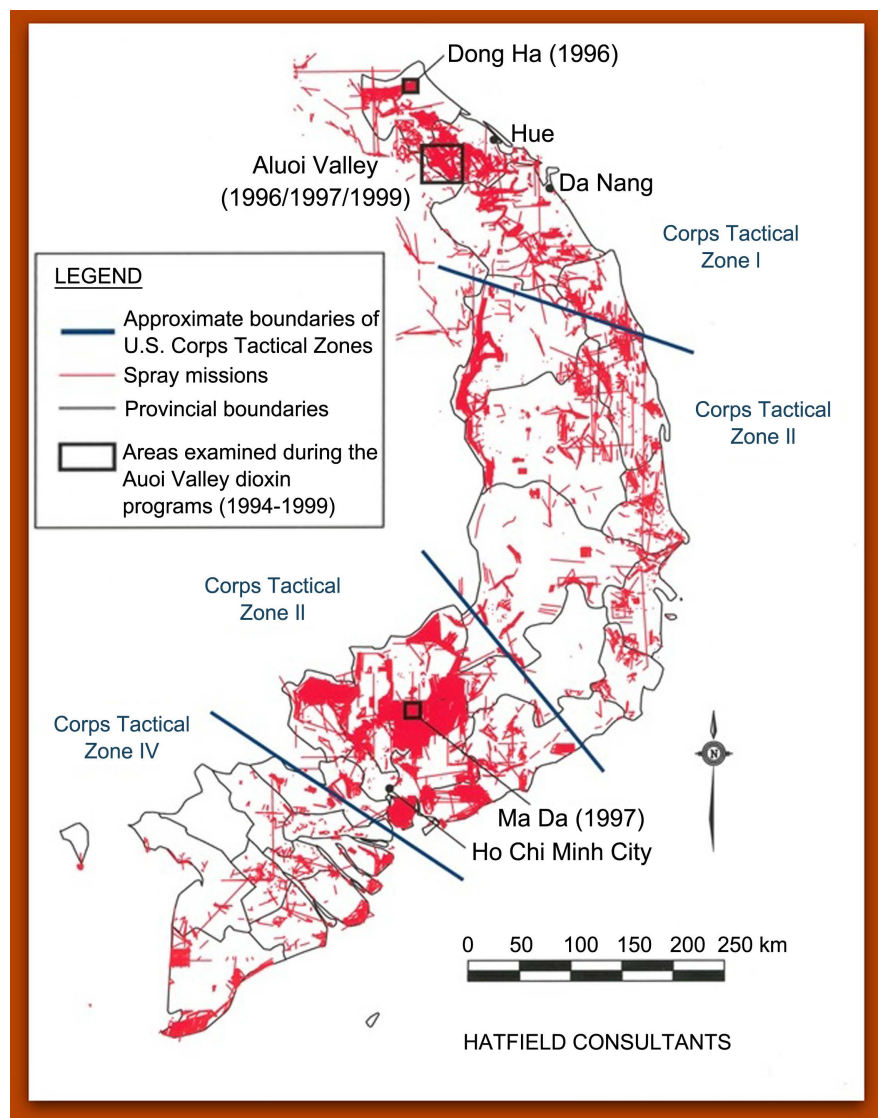 Dong Ha (1996)
Hue
Aluoi Valley
(1996/1997/1999)
Da Nang
Corps Tactical
Zone I
LEGEND
Approximate boundaries of
U.S. Corps Tactical Zones
Spray missions
Provincial boundaries
Areas examined during the
Auoi Valley dioxin
programs (1994-1999)
Corps Tactical
Zone II
Corps Tactical
Zone II
Corps Tactical
Zone IV
N
Ma Da (1997)
Ho Chi Minh City
0 50 100 150 200 250 km
HATFIELD CONSULTANTS